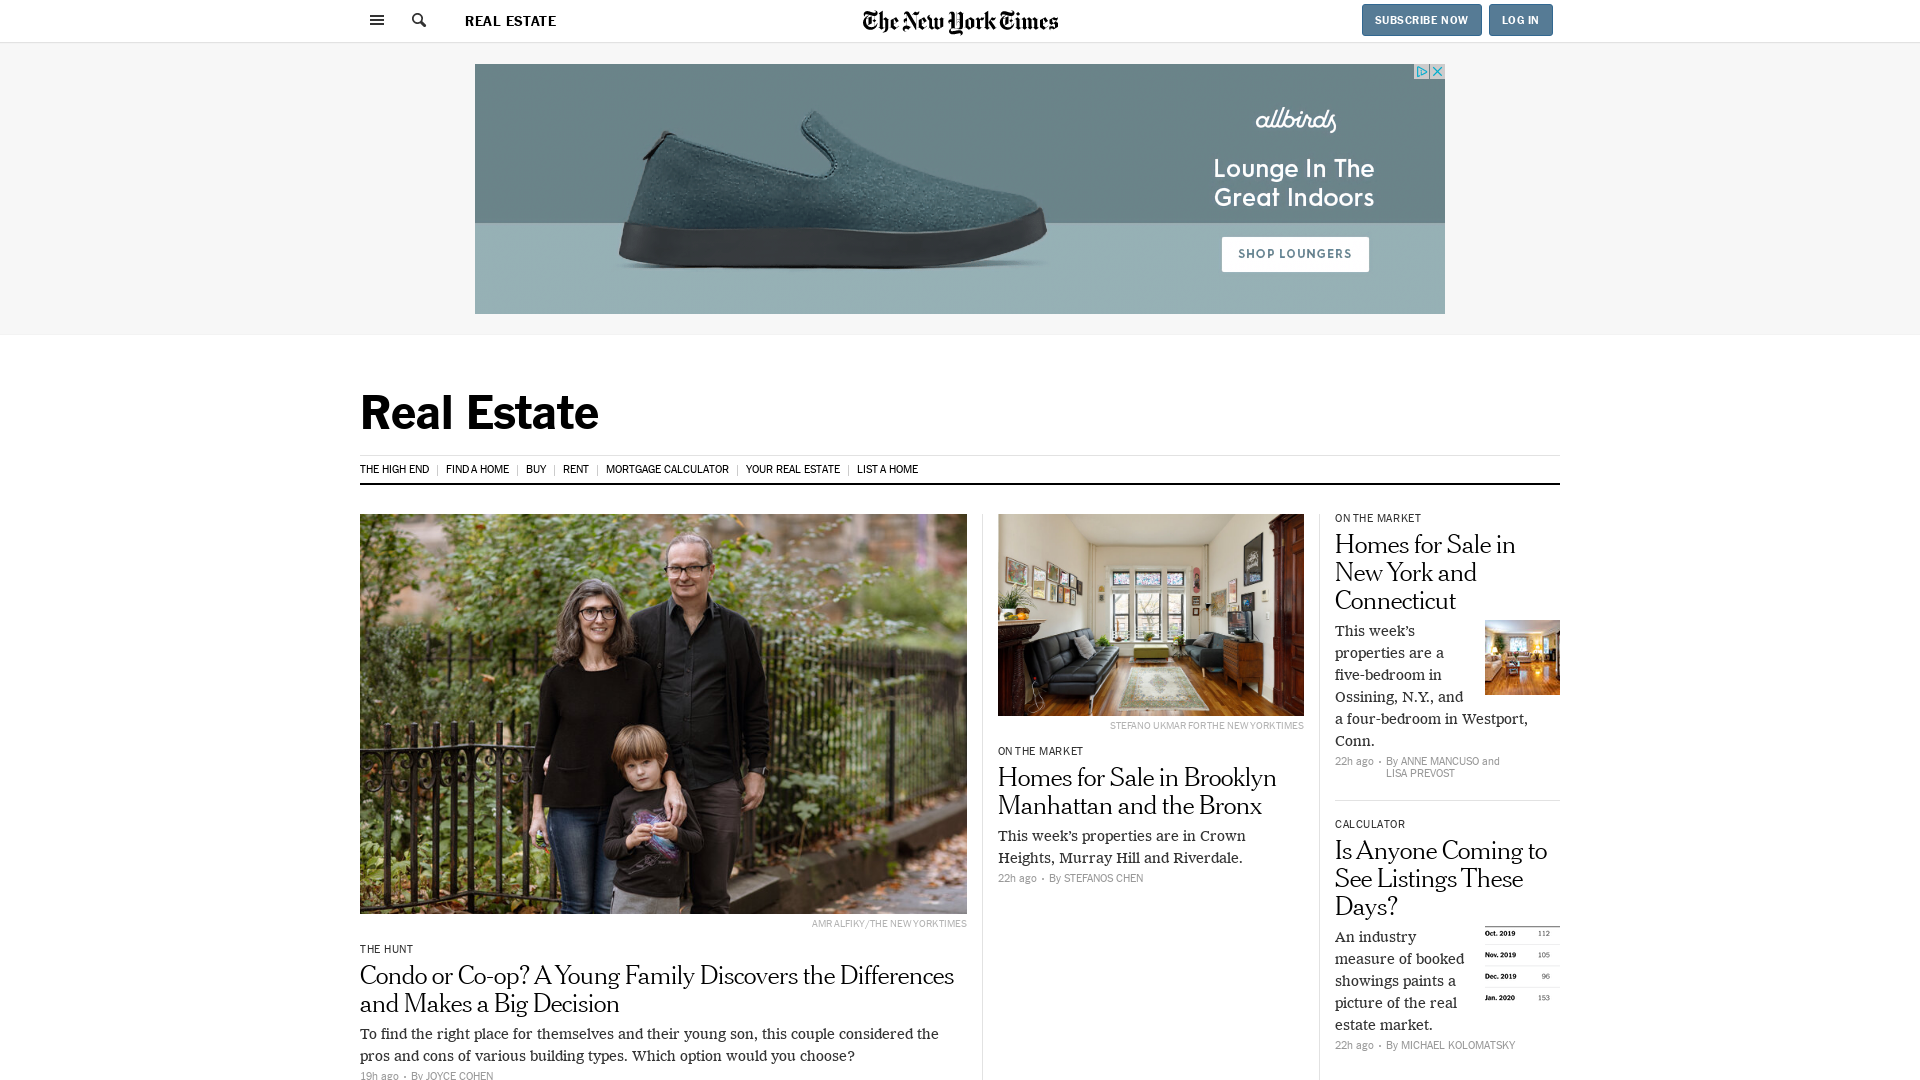 REAL ESTATE
The New York Times
SUBSCRIBE NOW
LOG IN
allbirds
Lounge In The
Great Indoors
SHOP LOUNGERS
Real Estate
THE HIGH END
FIND A HOME
BUY
RENT
MORTGAGE CALCULATOR
YOUR REAL ESTATE
LIST A HOME
AMR ALFIKY/THE NEW YORK TIMES
THE HUNT
Condo or Co-op? A Young Family Discovers the Differences
and Makes a Big Decision
To find the right place for themselves and their young son, this couple considered the
pros and cons of various building types. Which option would you choose?
19h ago • By JOYCE COHEN
STEFANO UKMAR FOR THE NEW YORK TIMES
ON THE MARKET
Homes for Sale in Brooklyn
Manhattan and the Bronx
This week’s properties are in Crown
Heights, Murray Hill and Riverdale.
22h ago • By STEFANOS CHEN
ON THE MARKET
Homes for Sale in
New York and
Connecticut
This week’s
properties are a
five-bedroom in
Ossining, N.Y., and
a four-bedroom in Westport,
Conn.
22h ago • By ANNE MANCUSO and
LISA PREVOST
CALCULATOR
Is Anyone Coming to
See Listings These
Days?
An industry
measure of booked
showings paints a
picture of the real
estate market.
Oct. 2019 112
Nov. 2019 105
Dec. 2019 96
Jan. 2020 153
22h ago • By MICHAEL KOLOMATSKY